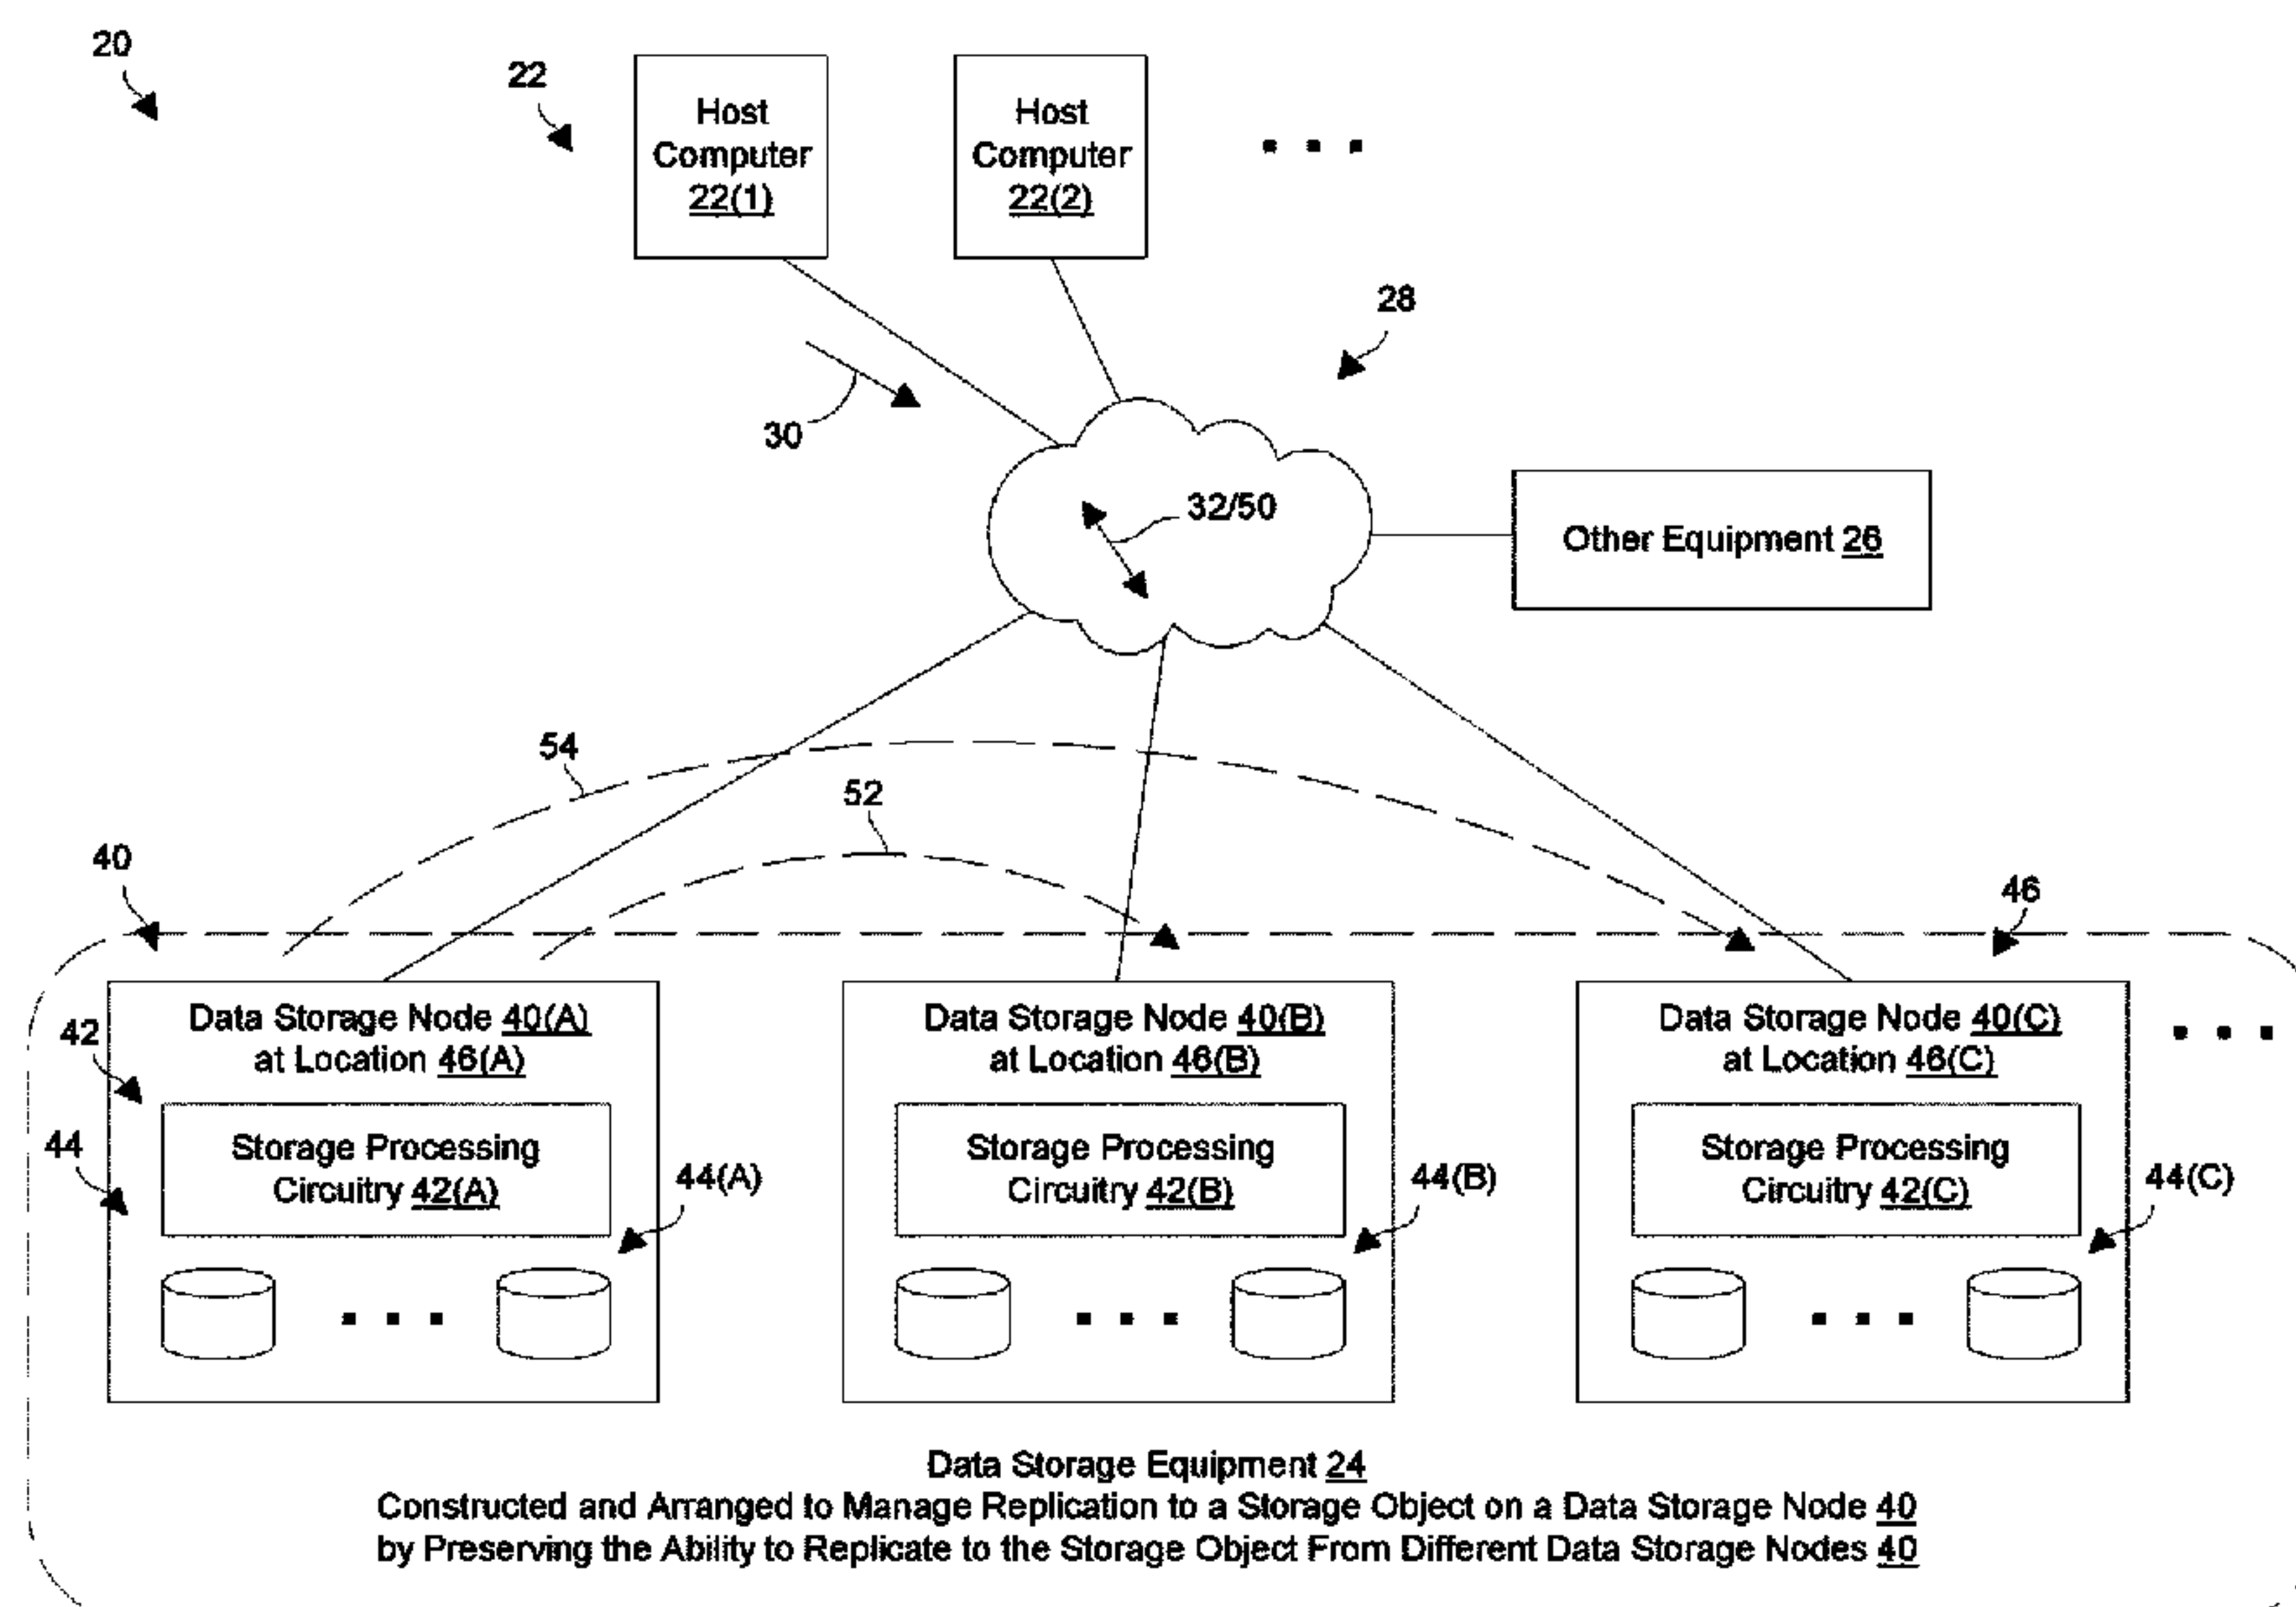 20
22
Host
Computer
22(1)
Host
Computer
22(2)
28
30
32/50
Other Equipment 26
54
52
40
46
Data Storage Node 40(A)
at Location 46(A)
Data Storage Node 40(B)
at Location 46(B)
Data Storage Node 40(C)
at Location 46(C)
42
44
Storage Processing
Circuitry 42(A)
44(A)
Storage Processing
Circuitry 42(B)
44(B)
Storage Processing
Circuitry 42(C)
44(C)
Data Storage Equipment 24
Constructed and Arranged to Manage Replication to a Storage Object on a Data Storage Node 40
by Preserving the Ability to Replicate to the Storage Object From Different Data Storage Nodes 40